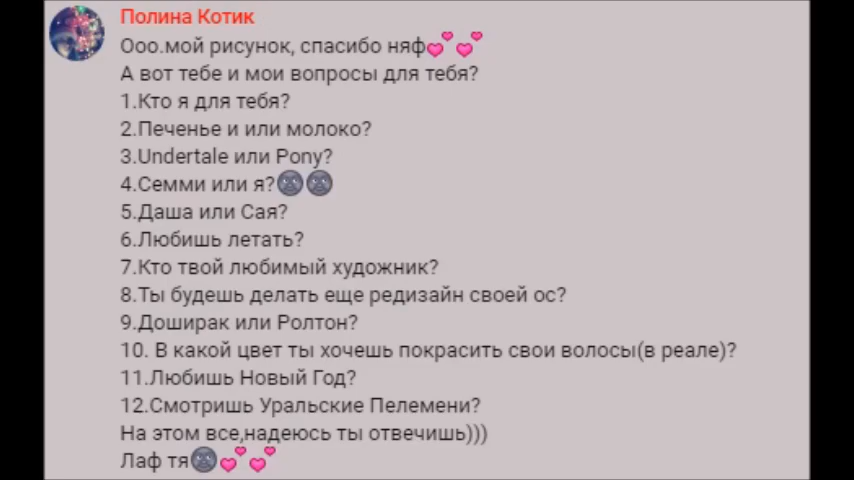 Полина Котик
Ооо.мой рисунок, спасибо няф💕💕
А вот тебе и мои вопросы для тебя?
1.Кто я для тебя?
2.Печенье и или молоко?
3.Undertale или Pony?
4.Семми или я?🌚🌚
5.Даша или Сая?
6.Любишь летать?
7.Кто твой любимый художник?
8.Ты будешь делать еще редизайн своей ос?
9.Доширак или Ролтон?
10. В какой цвет ты хочешь покрасить свои волосы(в реале)?
11.Любишь Новый Год?
12.Смотришь Уральские Пелемени?
На этом все,надеюсь ты отвечишь)))
Лаф тя🌚💕💕